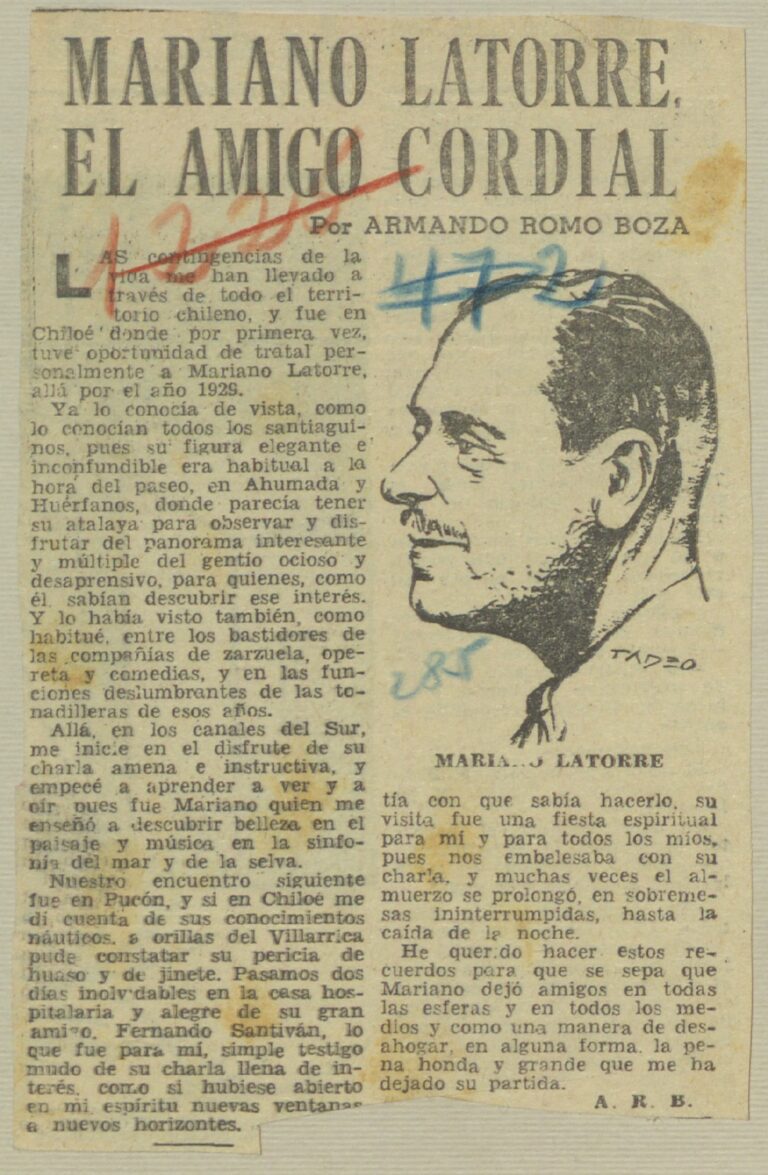 MARIANO LATORRE,
EL AMIGO CORDIAL
Por ARMANDO ROMO BOZA
LAS contingencias de la
vida me han llevado a
través de todo el terri-
torio chileno, y fue en
Chiloé donde por primera vez,
tuve oportunidad de tratal per-
sonalmente a Mariano Latorre,
allá por el año 1929.
Ya lo conocía de vista, como
lo conocían todos los santiagui-
nos, pues su figura elegante e
inconfundible era habitual a la
hora del paseo, en Ahumada y
Huérfanos, donde parecía tener
su atalaya para observar y dis-
frutar del panorama interesante
y múltiple del gentío ocioso y
desaprensivo, para quienes, como
él, sabían descubrir ese interés.
Y lo había visto también, como
habitué, entre los bastidores de
las compañías de zarzuela, ope-
reta y comedias, y en las fun-
ciones deslumbrantes de las to-
nadilleras de esos años.
Allá, en los canales del Sur,
me inicié en el disfrute de su
charla amena e instructiva, y
empecé a aprender a ver y a
oír, pues fue Mariano quien me
enseñó a descubrir belleza en el
paisaje y música en la sinfo-
nía del mar y de la selva.
Nuestro encuentro siguiente
fue en Pucón, y si en Chiloé me
di cuenta de sus conocimientos
náuticos, a orillas del Villarrica
pude constatar su pericia de
huaso y de jinete. Pasamos dos
días inolvidables en la casa hos-
pitalaria y alegre de su gran
amigo, Fernando Santiván, lo
que fue para mí, simple testigo
mudo de su charla llena de in-
terés, como si hubiese abierto
en mi espíritu nuevas ventanas
a nuevos horizontes.
472
285
TADEO
MARIANO LATORRE
tía con que sabía hacerlo, su
visita fue una fiesta espiritual
para mí y para todos los míos,
pues nos embelesaba con su
charla, y muchas veces el al-
muerzo se prolongó, en sobreme-
sas ininterrumpidas, hasta la
caída de la noche.
He querido hacer estos re-
cuerdos para que se sepa que
Mariano dejó amigos en todas
las esferas y en todos los me-
dios y como una manera de des-
ahogar, en alguna forma, la pe-
na honda y grande que me ha
dejado su partida.
A. R. B.